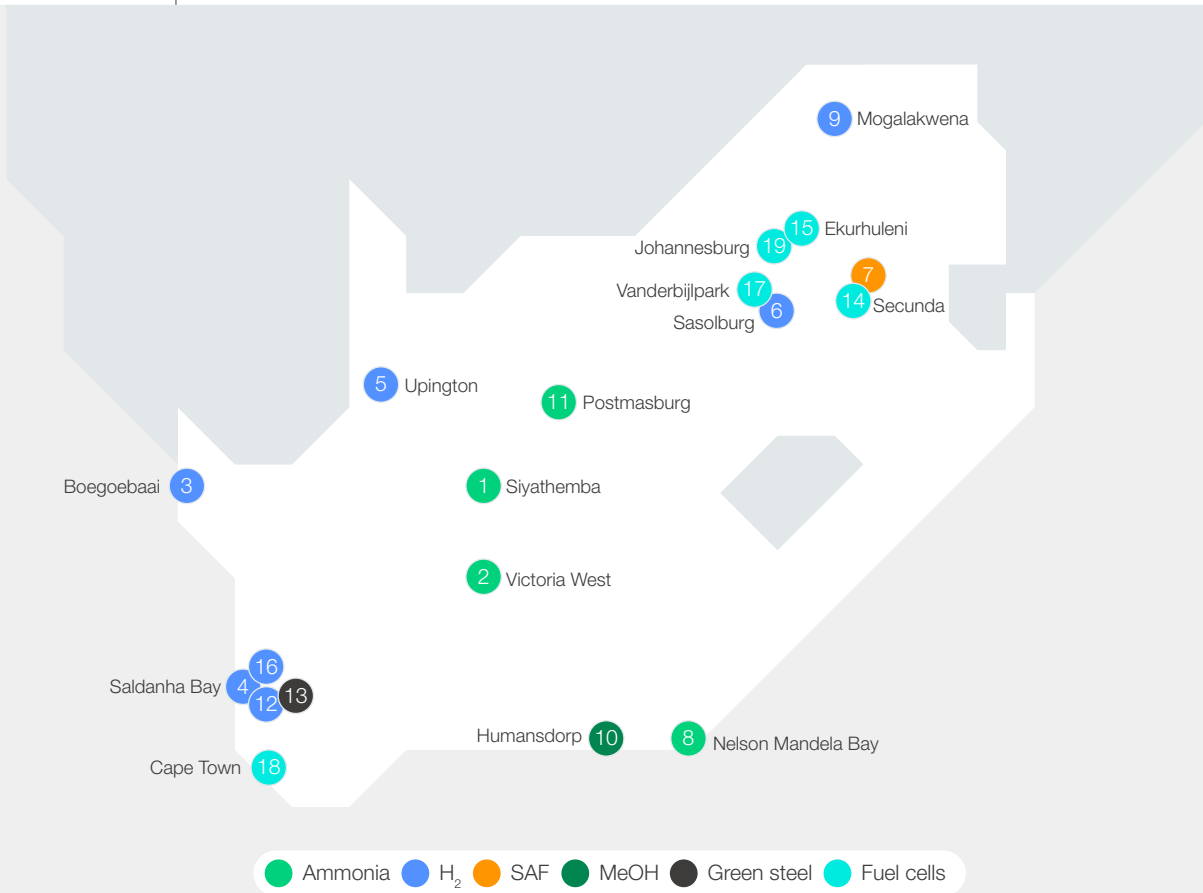 9 Mogalakwena
15 Ekurhuleni
Johannesburg 19
7
Vanderbijlpark 17
14 Secunda
Sasolburg 6
5 Upington
11 Postmasburg
Boegoebaai 3
1 Siyathemba
2 Victoria West
16
Saldanha Bay 4
13
12
Humansdorp 10
8 Nelson Mandela Bay
Cape Town 18
Ammonia H₂ SAF MeOH Green steel Fuel cells